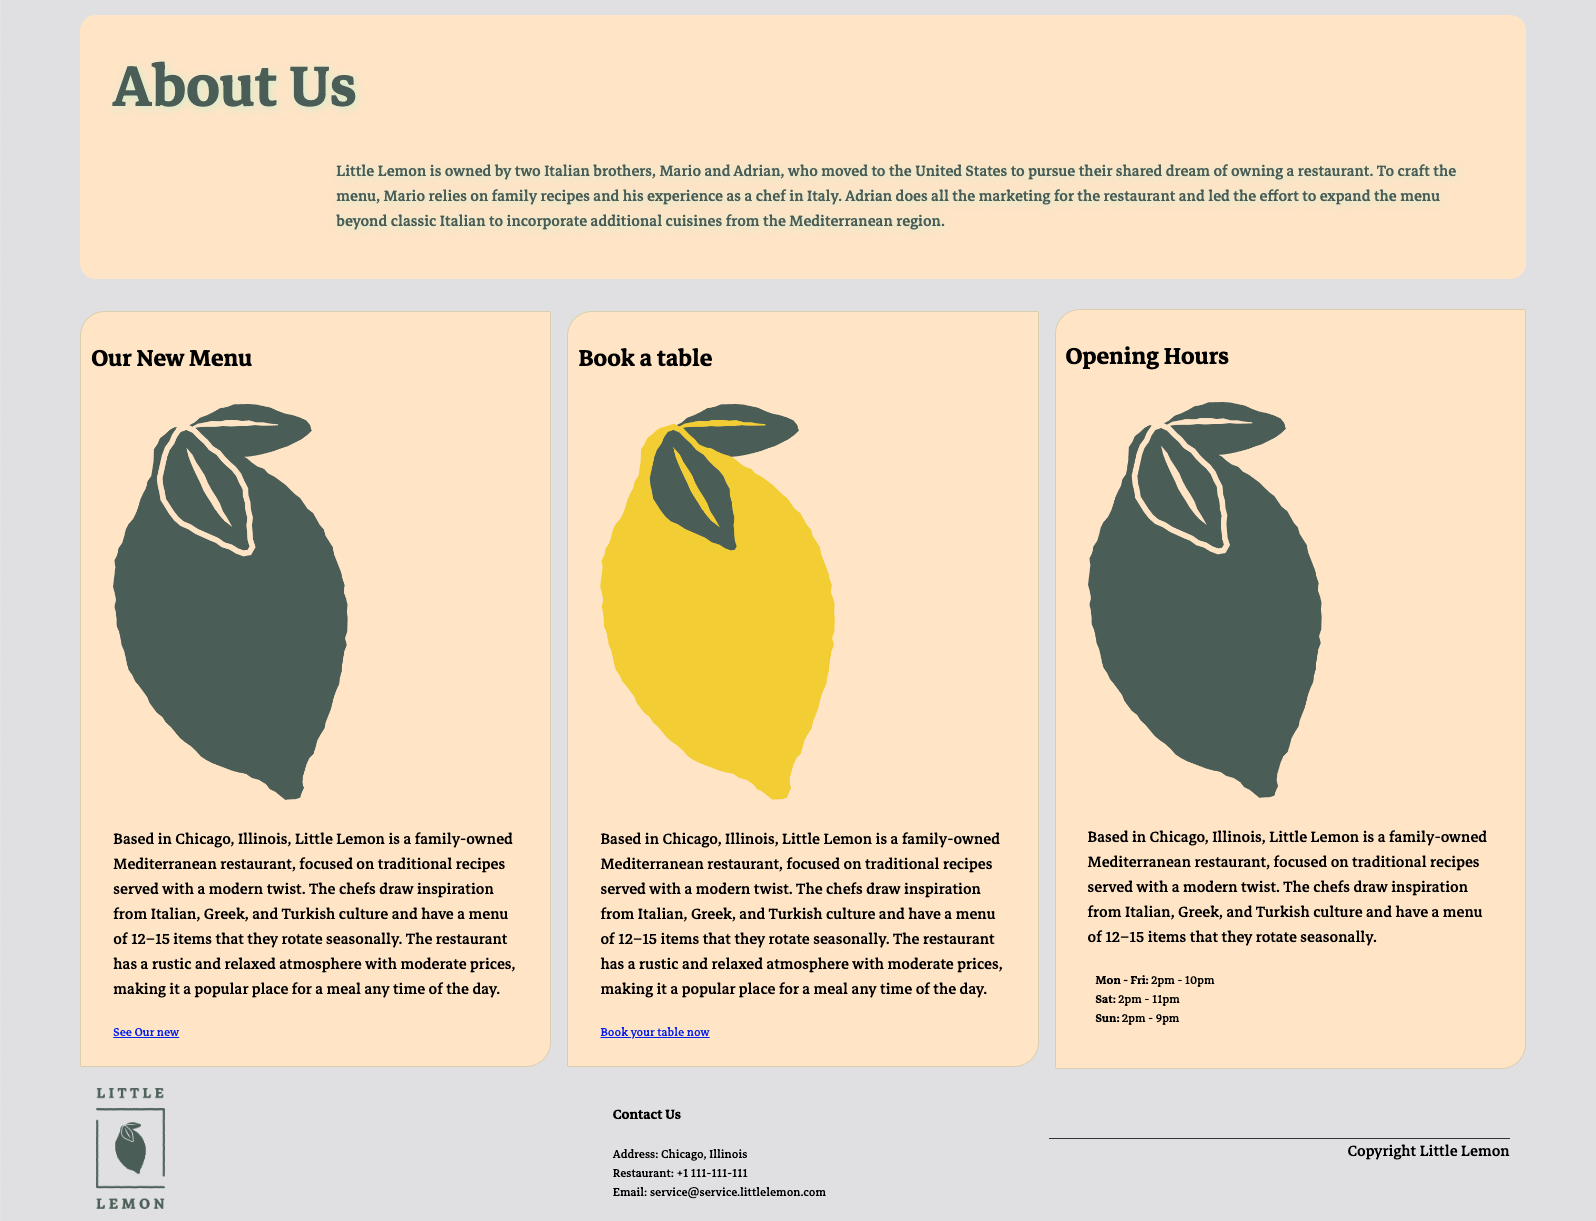 About Us
Little Lemon is owned by two Italian brothers, Mario and Adrian, who moved to the United States to pursue their shared dream of owning a restaurant. To craft the
menu, Mario relies on family recipes and his experience as a chef in Italy. Adrian does all the marketing for the restaurant and led the effort to expand the menu
beyond classic Italian to incorporate additional cuisines from the Mediterranean region.
Our New Menu
Based in Chicago, Illinois, Little Lemon is a family-owned
Mediterranean restaurant, focused on traditional recipes
served with a modern twist. The chefs draw inspiration
from Italian, Greek, and Turkish culture and have a menu
of 12–15 items that they rotate seasonally. The restaurant
has a rustic and relaxed atmosphere with moderate prices,
making it a popular place for a meal any time of the day.
See Our new
Book a table
Based in Chicago, Illinois, Little Lemon is a family-owned
Mediterranean restaurant, focused on traditional recipes
served with a modern twist. The chefs draw inspiration
from Italian, Greek, and Turkish culture and have a menu
of 12–15 items that they rotate seasonally. The restaurant
has a rustic and relaxed atmosphere with moderate prices,
making it a popular place for a meal any time of the day.
Book your table now
Opening Hours
Based in Chicago, Illinois, Little Lemon is a family-owned
Mediterranean restaurant, focused on traditional recipes
served with a modern twist. The chefs draw inspiration
from Italian, Greek, and Turkish culture and have a menu
of 12–15 items that they rotate seasonally.
Mon - Fri: 2pm - 10pm
Sat: 2pm - 11pm
Sun: 2pm - 9pm
LITTLE
LEMON
Contact Us
Address: Chicago, Illinois
Restaurant: +1 111-111-111
Email: service@service.littlelemon.com
Copyright Little Lemon